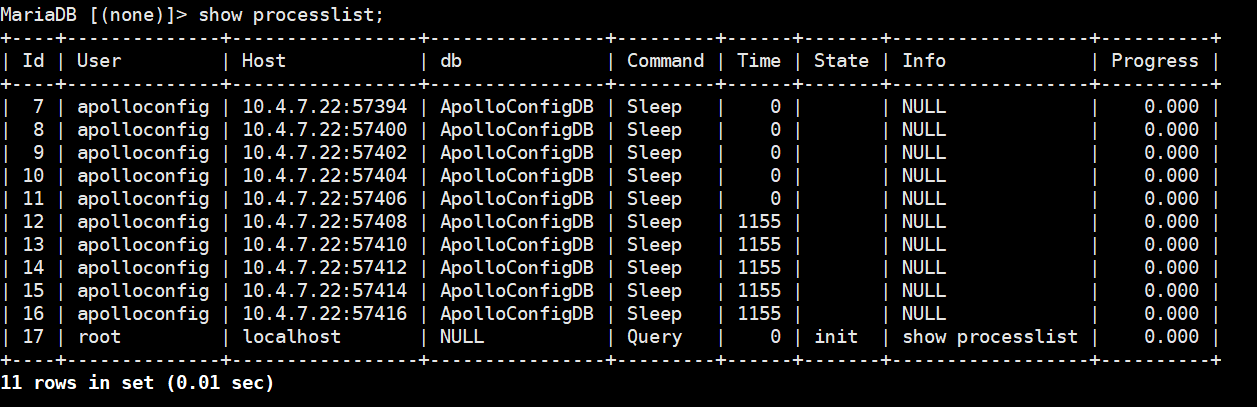 MariaDB [(none)]> show processlist;
+----+--------------+-----------------+----------------+---------+------+-------+------------------+----------+
| Id | User         | Host            | db             | Command | Time | State | Info             | Progress |
+----+--------------+-----------------+----------------+---------+------+-------+------------------+----------+
|  7 | apolloconfig | 10.4.7.22:57394 | ApolloConfigDB | Sleep   |    0 |       | NULL             |    0.000 |
|  8 | apolloconfig | 10.4.7.22:57400 | ApolloConfigDB | Sleep   |    0 |       | NULL             |    0.000 |
|  9 | apolloconfig | 10.4.7.22:57402 | ApolloConfigDB | Sleep   |    0 |       | NULL             |    0.000 |
| 10 | apolloconfig | 10.4.7.22:57404 | ApolloConfigDB | Sleep   |    0 |       | NULL             |    0.000 |
| 11 | apolloconfig | 10.4.7.22:57406 | ApolloConfigDB | Sleep   |    0 |       | NULL             |    0.000 |
| 12 | apolloconfig | 10.4.7.22:57408 | ApolloConfigDB | Sleep   | 1155 |       | NULL             |    0.000 |
| 13 | apolloconfig | 10.4.7.22:57410 | ApolloConfigDB | Sleep   | 1155 |       | NULL             |    0.000 |
| 14 | apolloconfig | 10.4.7.22:57412 | ApolloConfigDB | Sleep   | 1155 |       | NULL             |    0.000 |
| 15 | apolloconfig | 10.4.7.22:57414 | ApolloConfigDB | Sleep   | 1155 |       | NULL             |    0.000 |
| 16 | apolloconfig | 10.4.7.22:57416 | ApolloConfigDB | Sleep   | 1155 |       | NULL             |    0.000 |
| 17 | root         | localhost       | NULL           | Query   |    0 | init  | show processlist |    0.000 |
+----+--------------+-----------------+----------------+---------+------+-------+------------------+----------+
11 rows in set (0.01 sec)